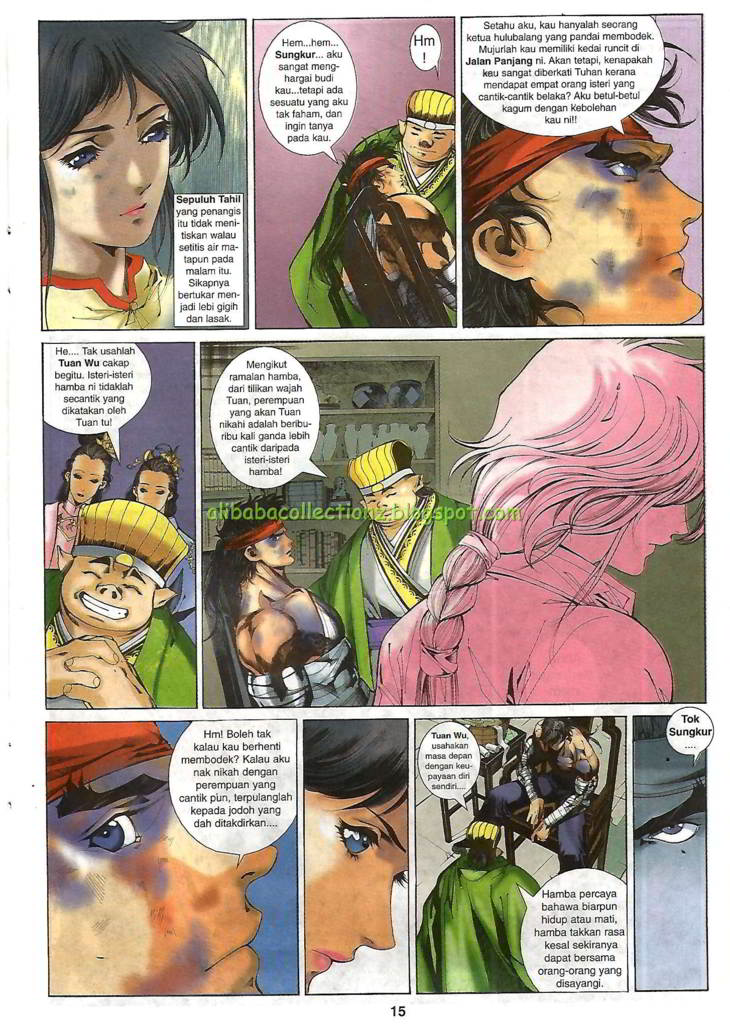 Sepuluh Tahil
yang penangis
itu tidak meni-
tiskan walau
setitis air ma-
tapun pada
malam itu.
Sikapnya
bertukar men-
jadi lebi gigih
dan lasak.
Hem...hem...
Sungkur... aku
sangat meng-
hargai budi
kau...tetapi ada
sesuatu yang aku
tak faham, dan
ingin tanya
pada kau.
Hm
!
Setahu aku, kau hanyalah seorang
ketua hulubalang yang pandai membodek.
Mujurlah kau memiliki kedai runcit di
Jalan Panjang ni. Akan tetapi, kenapakah
kau sangat diberkati Tuhan kerana
mendapat empat orang isteri yang
cantik-cantik belaka? Aku betul-betul
kagum dengan kebolehan
kau ni!!
He.... Tak usahlah
Tuan Wu cakap
begitu. Isteri-isteri
hamba ni tidaklah
secantik yang
dikatakan oleh
Tuan tu!
Mengikut
ramalan hamba,
dari tilikan wajah
Tuan, perempuan
yang akan Tuan
nikahi adalah beribu-
ribu kali ganda lebih
cantik daripada
isteri-isteri
hamba!
alibabacollectionz.blogspot.com
Hm! Boleh tak
kalau kau berhenti
membodek? Kalau aku
nak nikah dengan
perempuan yang
cantik pun, terpulanglah
kepada jodoh yang
dah ditakdirkan....
Tuan Wu,
usahakan
masa depan
dengan keu-
payaan diri
sendiri....
Hamba percaya
bahawa biarpun
hidup atau mati,
hamba takkan rasa
kesal sekiranya
dapat bersama
orang-orang yang
disayangi.
Tok
Sungkur
....
15